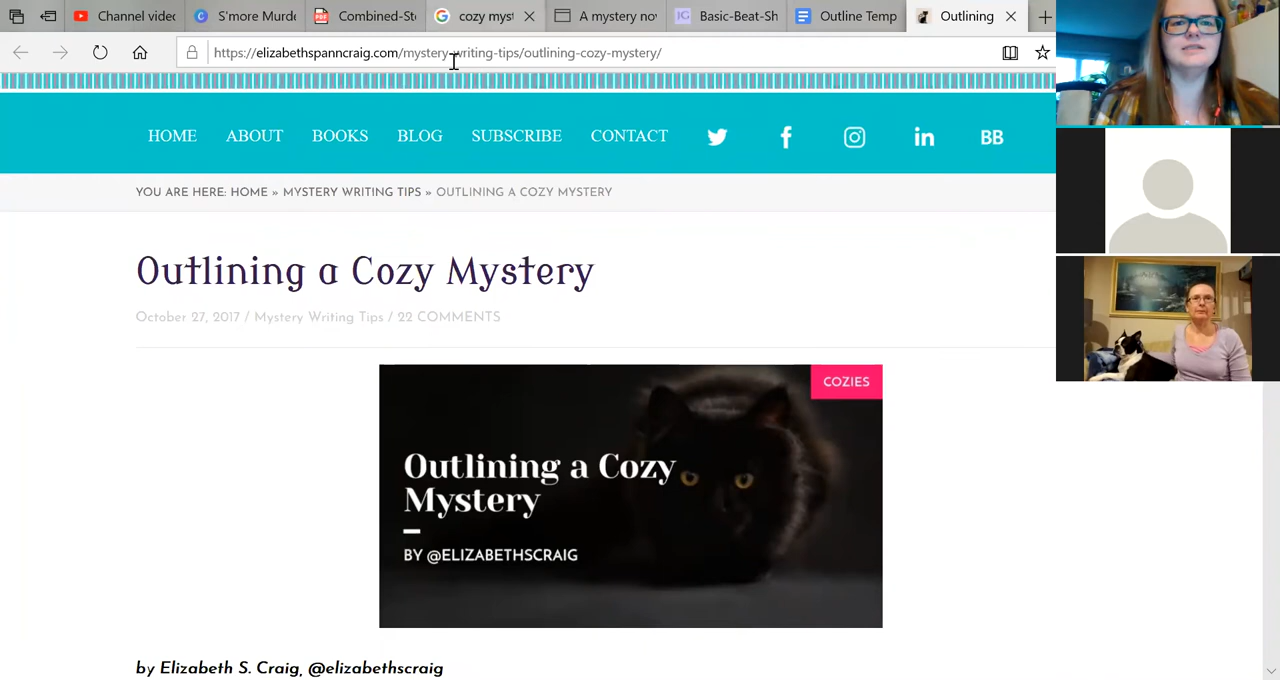 Channel video
S'more Murde
Combined-St
cozy myst
A mystery nov
Basic-Beat-Sh
Outline Temp
Outlining
https://elizabethspanncraig.com/mystery-writing-tips/outlining-cozy-mystery/
HOME ABOUT BOOKS BLOG SUBSCRIBE CONTACT BB
YOU ARE HERE: HOME » MYSTERY WRITING TIPS » OUTLINING A COZY MYSTERY
Outlining a Cozy Mystery
October 27, 2017 / Mystery Writing Tips / 22 COMMENTS
COZIES
Outlining a Cozy
Mystery
BY @ELIZABETHSCRAIG
by Elizabeth S. Craig, @elizabethscraig